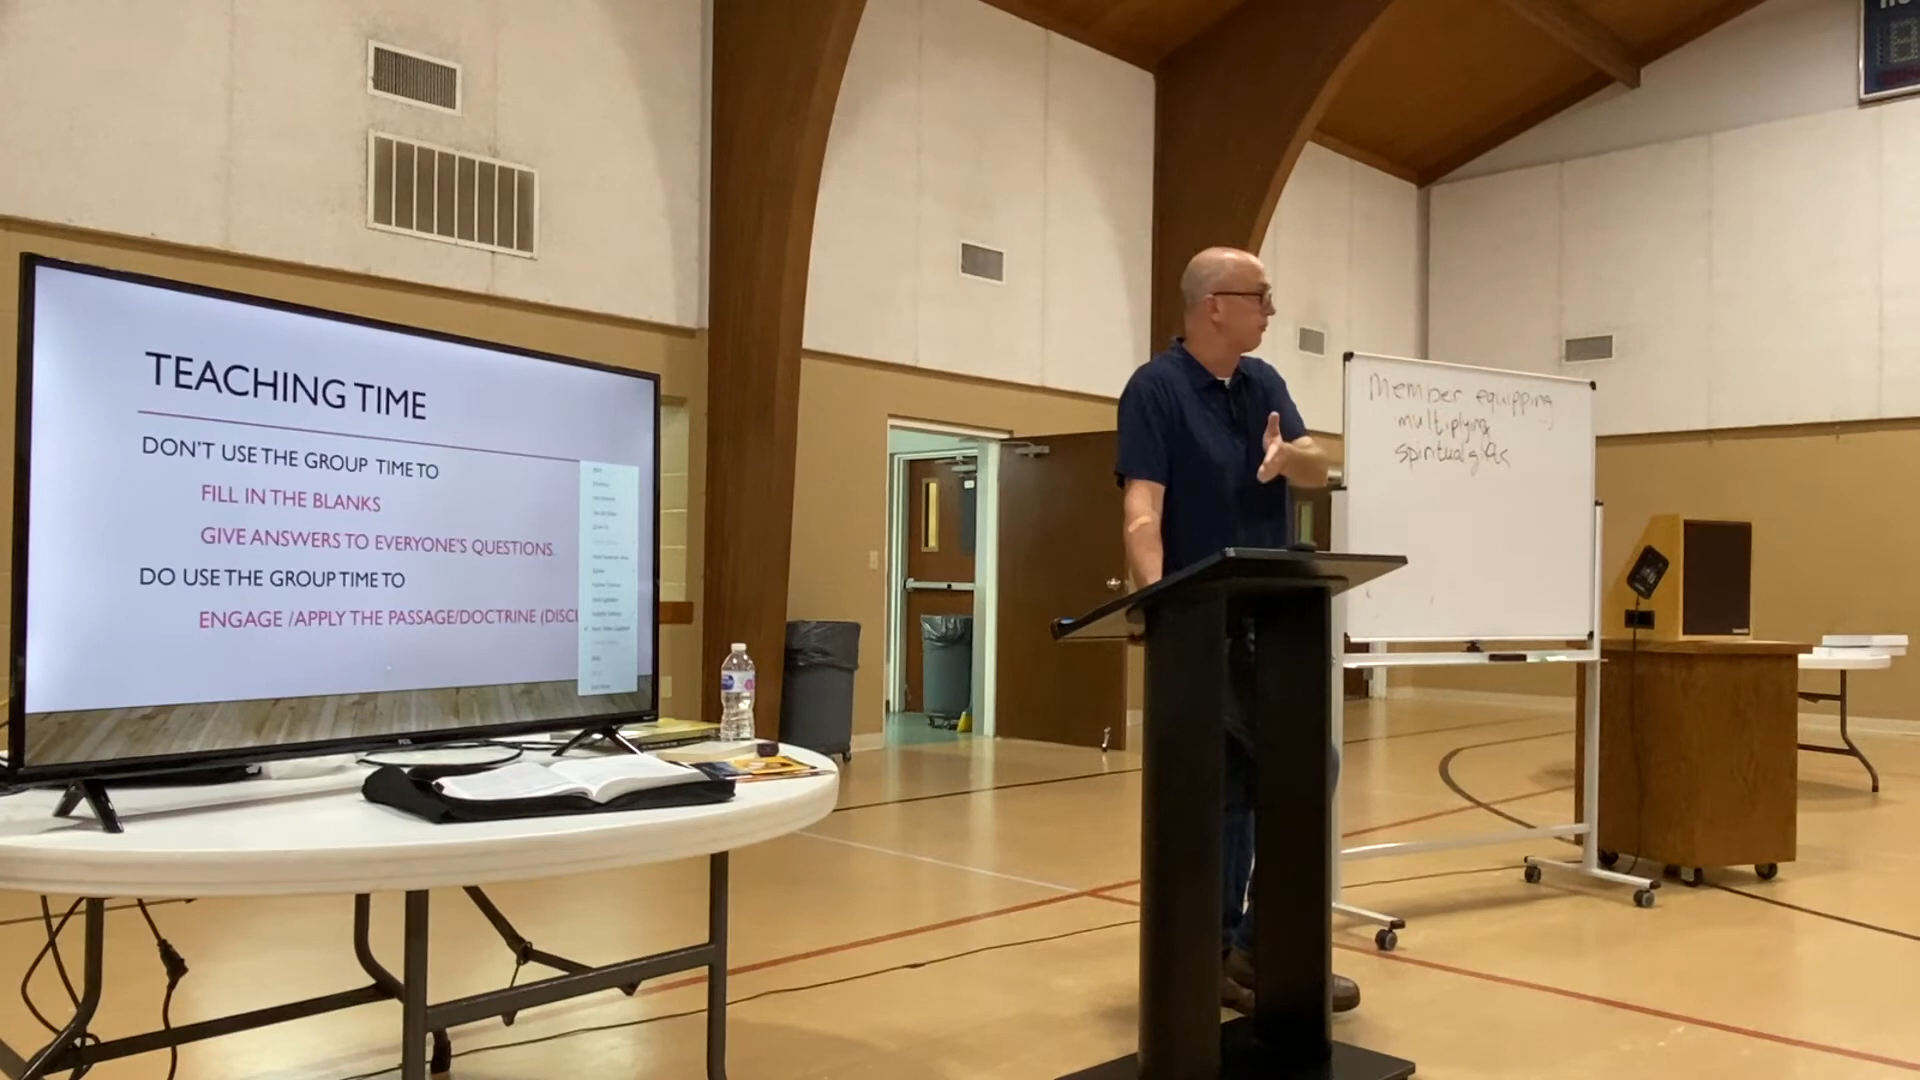 TEACHING TIME
DON'T USE THE GROUP TIME TO
FILL IN THE BLANKS
GIVE ANSWERS TO EVERYONE'S QUESTIONS.
DO USE THE GROUP TIME TO
ENGAGE /APPLY THE PASSAGE/DOCTRINE
Member equipping
multiplying
spiritual gifts